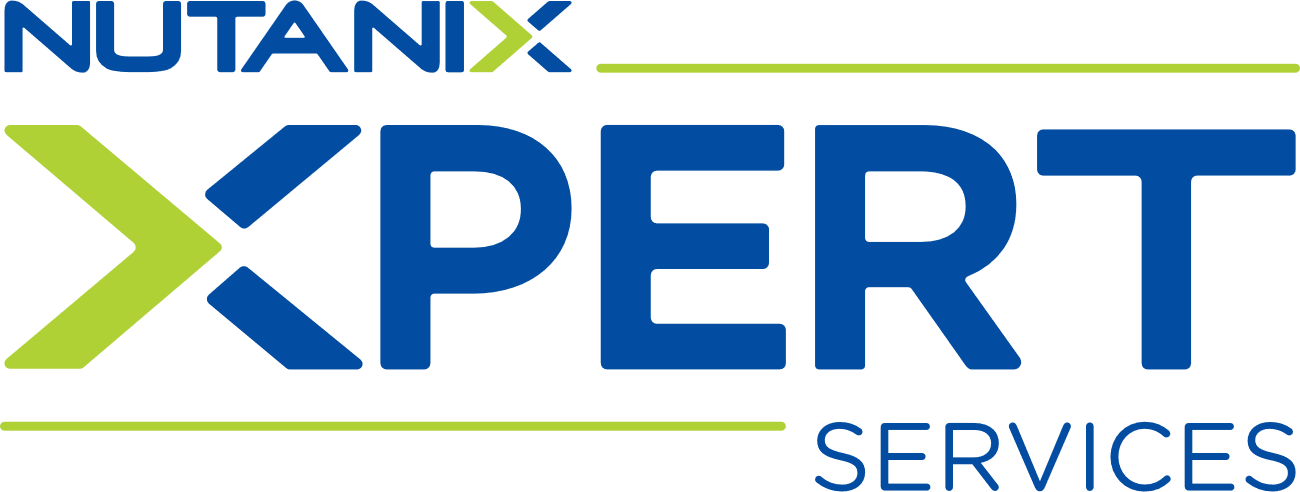 NUTANIX
XPERT
SERVICES